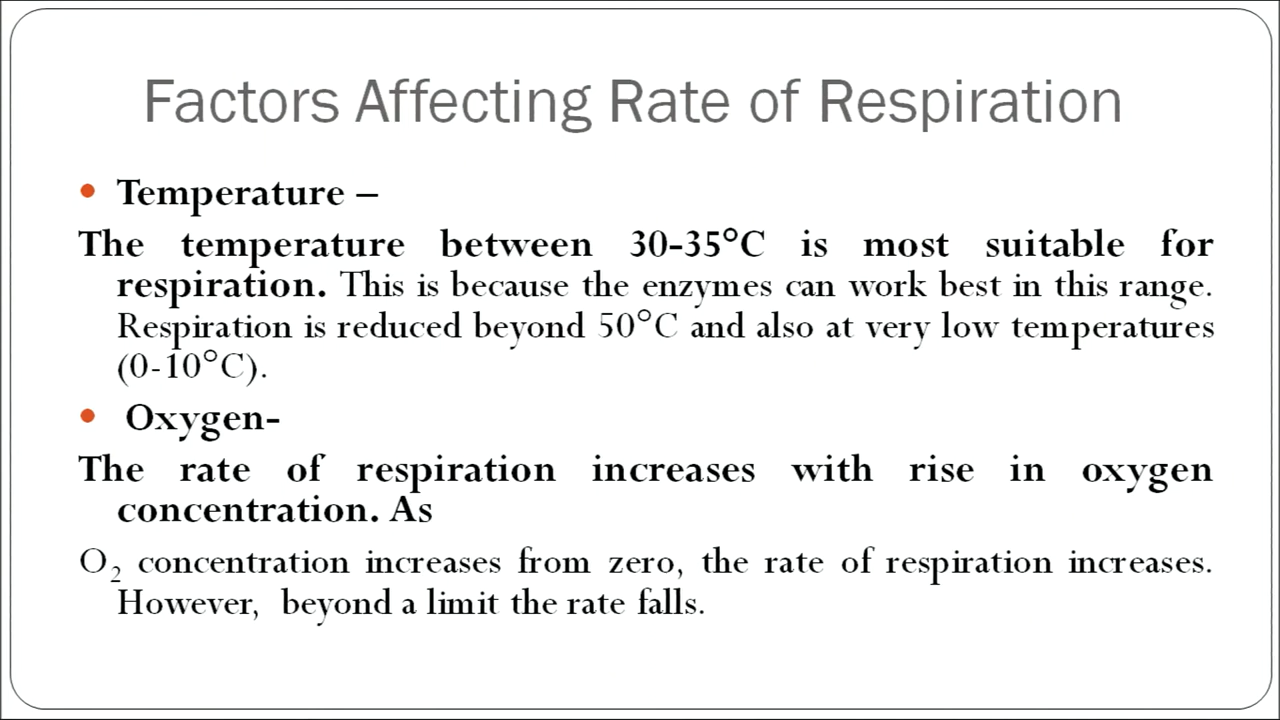 Factors Affecting Rate of Respiration
• Temperature –
The temperature between 30-35°C is most suitable for
respiration. This is because the enzymes can work best in this range.
Respiration is reduced beyond 50°C and also at very low temperatures
(0-10°C).
• Oxygen-
The rate of respiration increases with rise in oxygen
concentration. As
O₂ concentration increases from zero, the rate of respiration increases.
However, beyond a limit the rate falls.